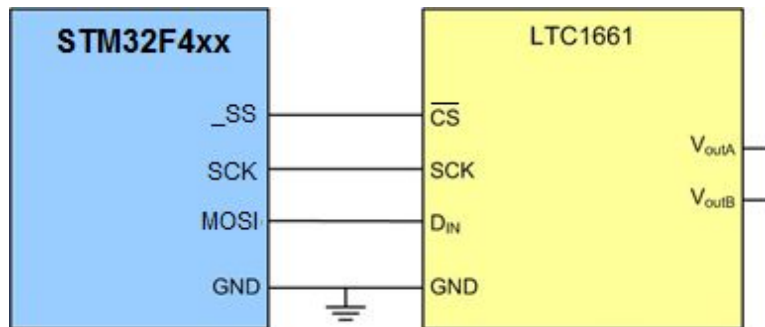 STM32F4xx
_SS
SCK
MOSI
GND
LTC1661
CS
SCK
DIN
GND
VoutA
VoutB